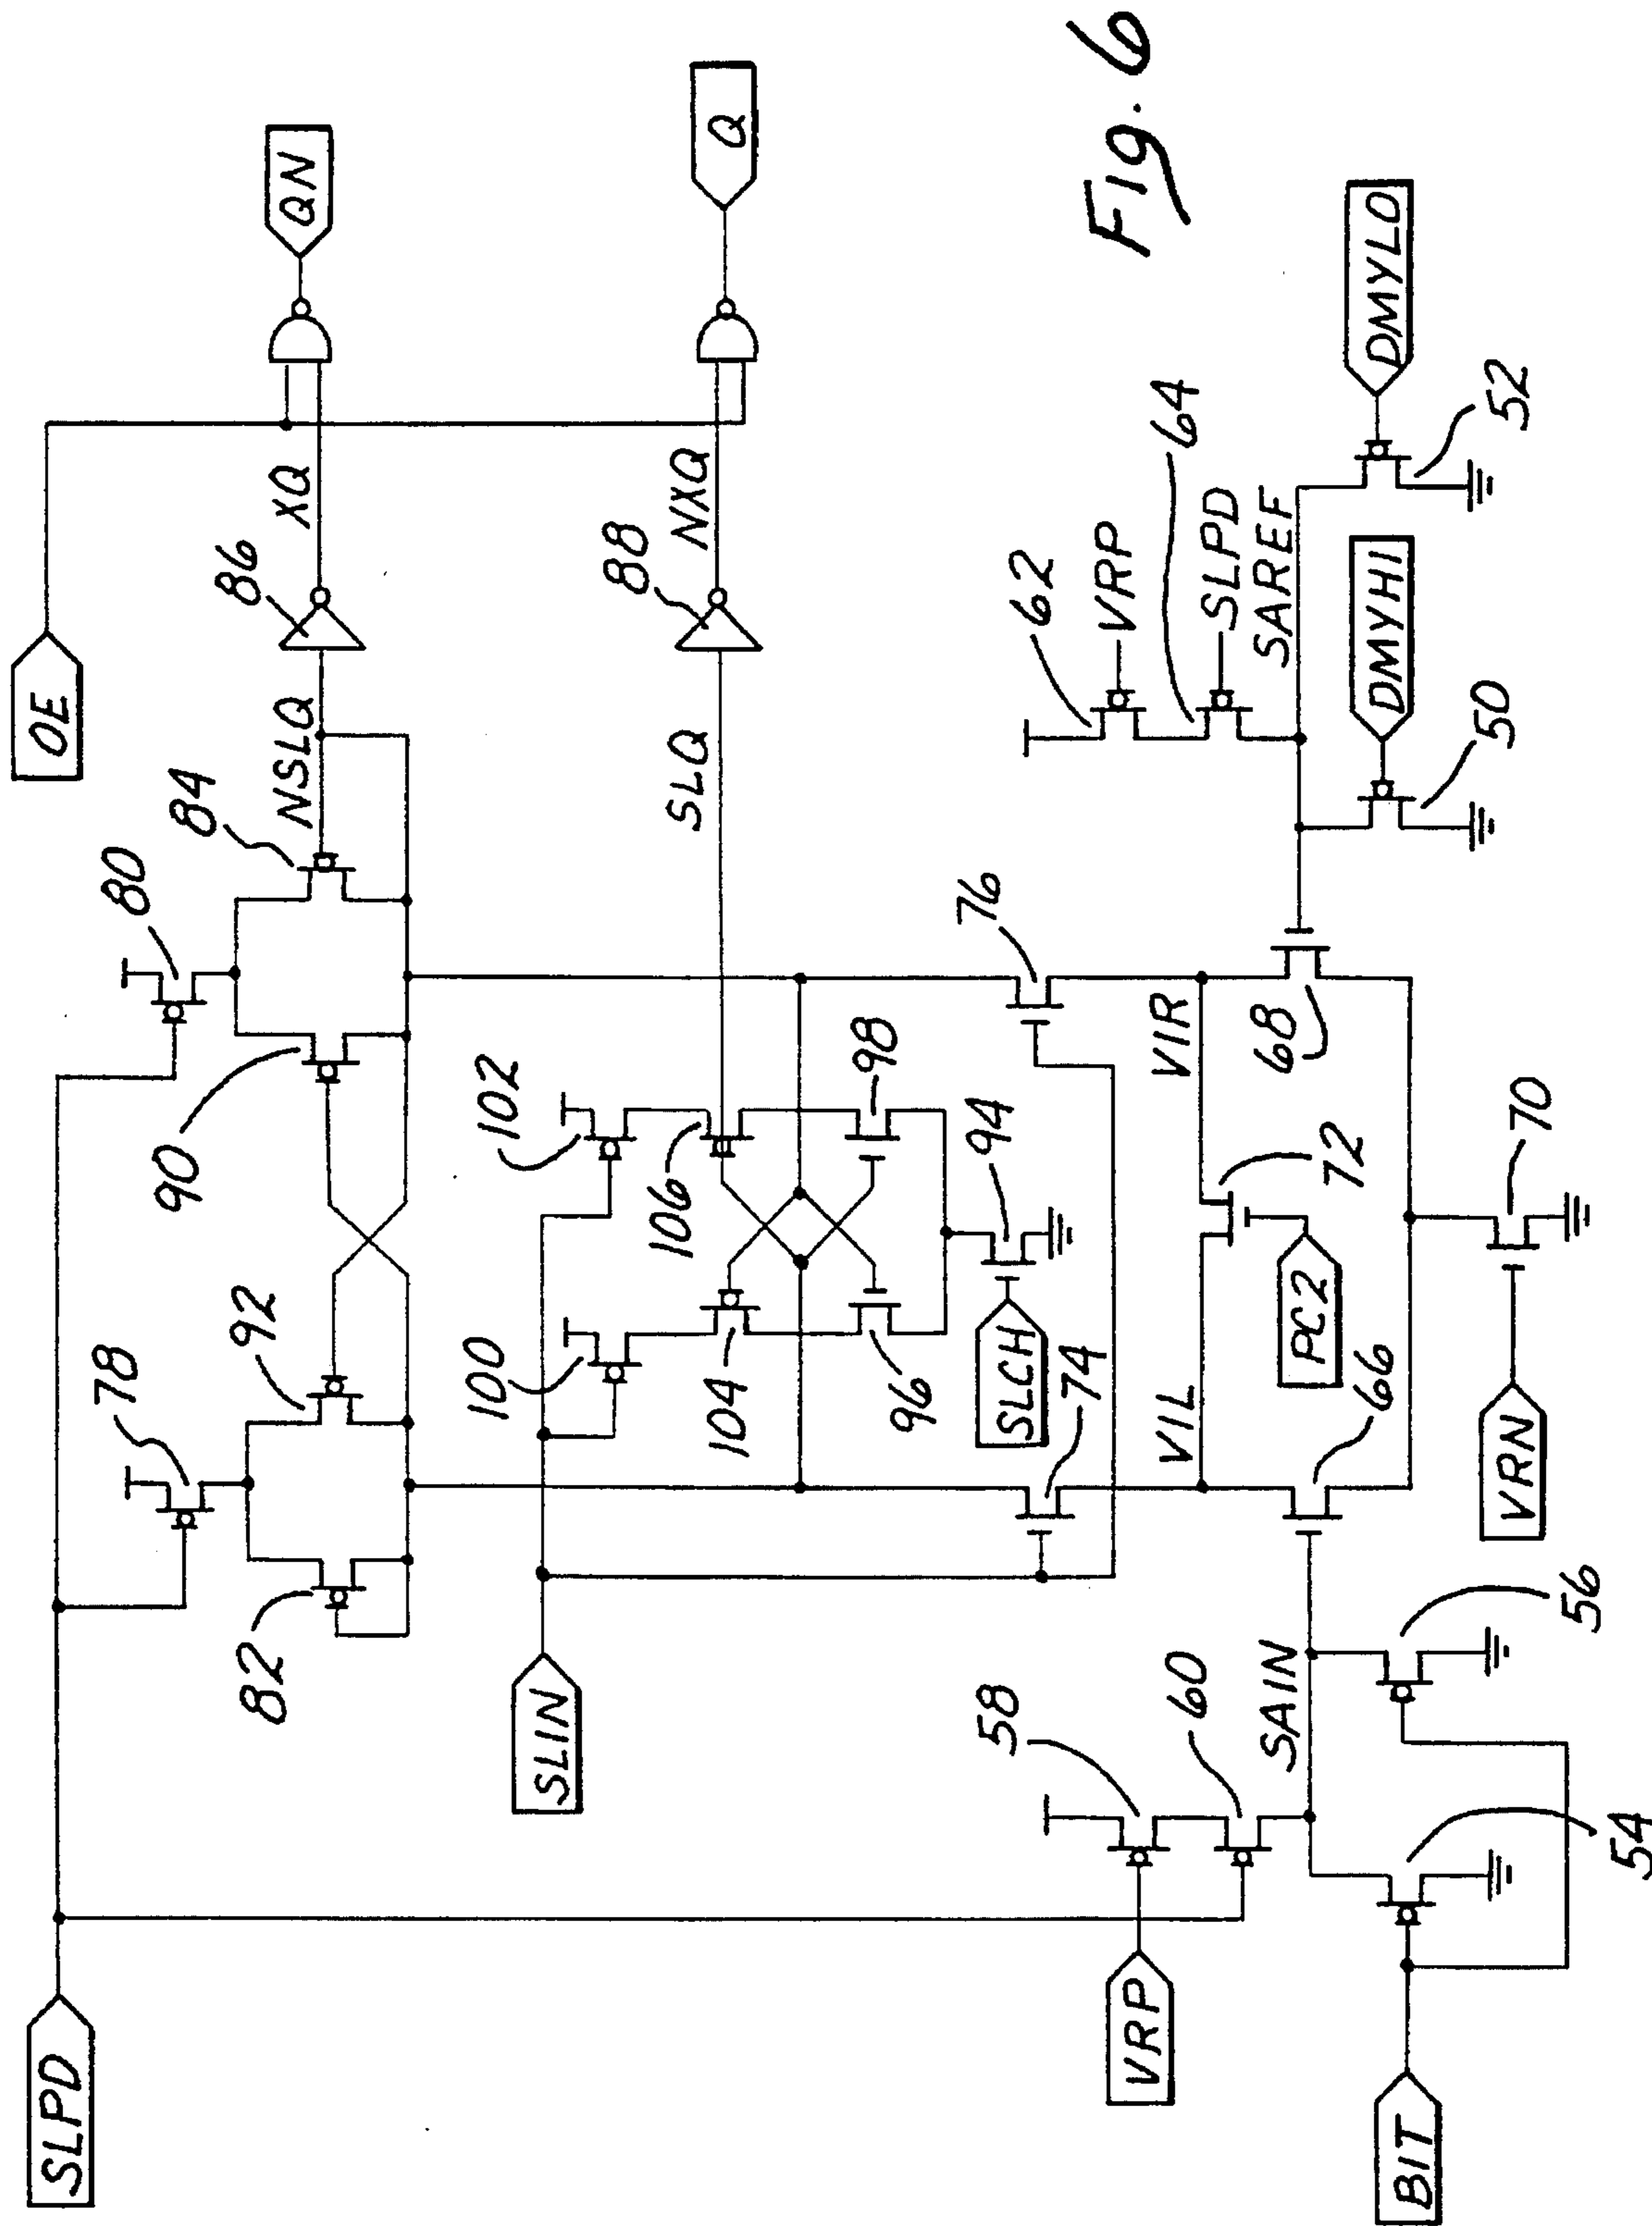 SLPD
OE
QN
Q
78
92
82
80
84
90
NSLQ
86
XQ
SLQ
88
NXQ
SLIN
100
102
104
106
96
98
94
SLCH
74
76
VIL
VIR
72
PC2
66
68
70
VRN
VRP
58
60
SAIN
BIT
54
56
62
VRP
64
SLPD
SAREF
DMYHI
50
DMYLO
52
Fig. 6